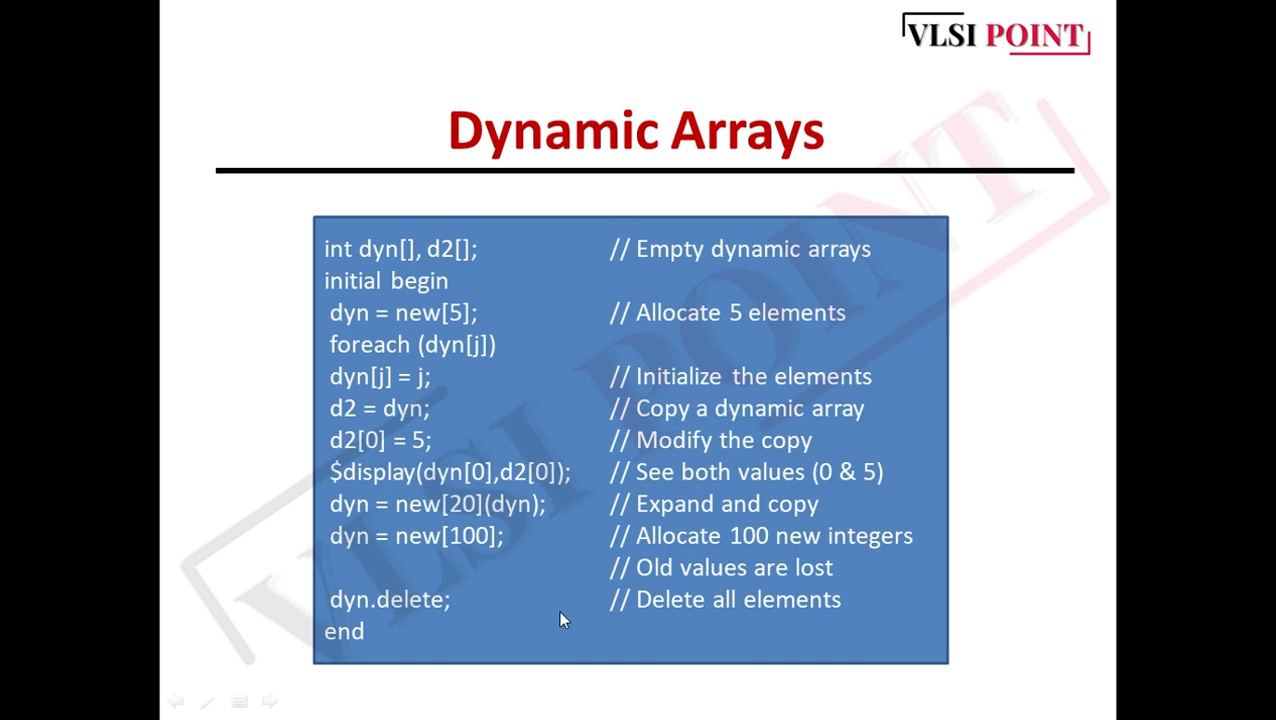 VLSI POINT
Dynamic Arrays
int dyn[], d2[]; // Empty dynamic arrays
initial begin
dyn = new[5]; // Allocate 5 elements
foreach (dyn[j])
dyn[j] = j; // Initialize the elements
d2 = dyn; // Copy a dynamic array
d2[0] = 5; // Modify the copy
$display(dyn[0],d2[0]); // See both values (0 & 5)
dyn = new[20](dyn); // Expand and copy
dyn = new[100]; // Allocate 100 new integers
// Old values are lost
dyn.delete; // Delete all elements
end
VLSI POINT